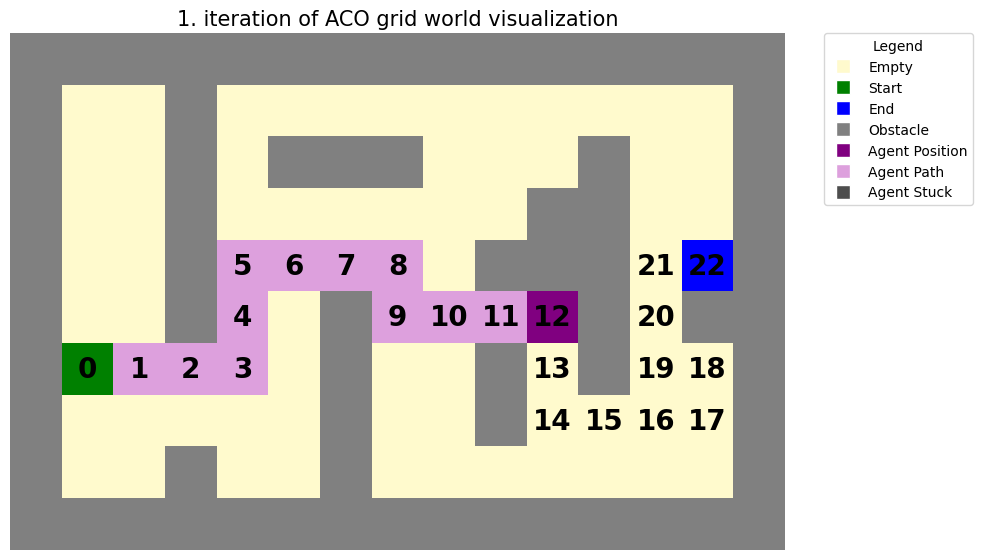 1. iteration of ACO grid world visualization
Legend
Empty
Start
End
Obstacle
Agent Position
Agent Path
Agent Stuck
5 6 7 8 21 22
4 9 10 11 12 20
0 1 2 3 13 19 18
14 15 16 17